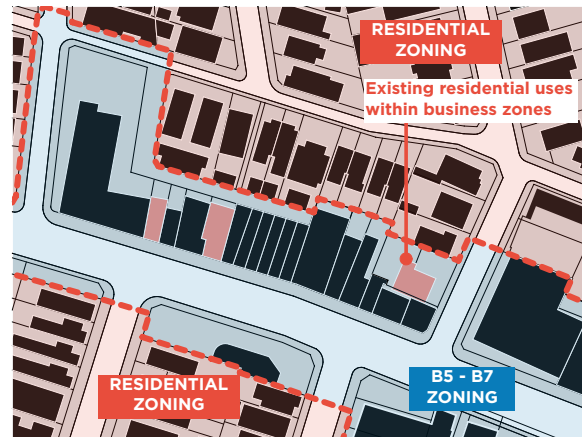 RESIDENTIAL
ZONING
Existing residential uses
within business zones
RESIDENTIAL
ZONING
B5 - B7
ZONING